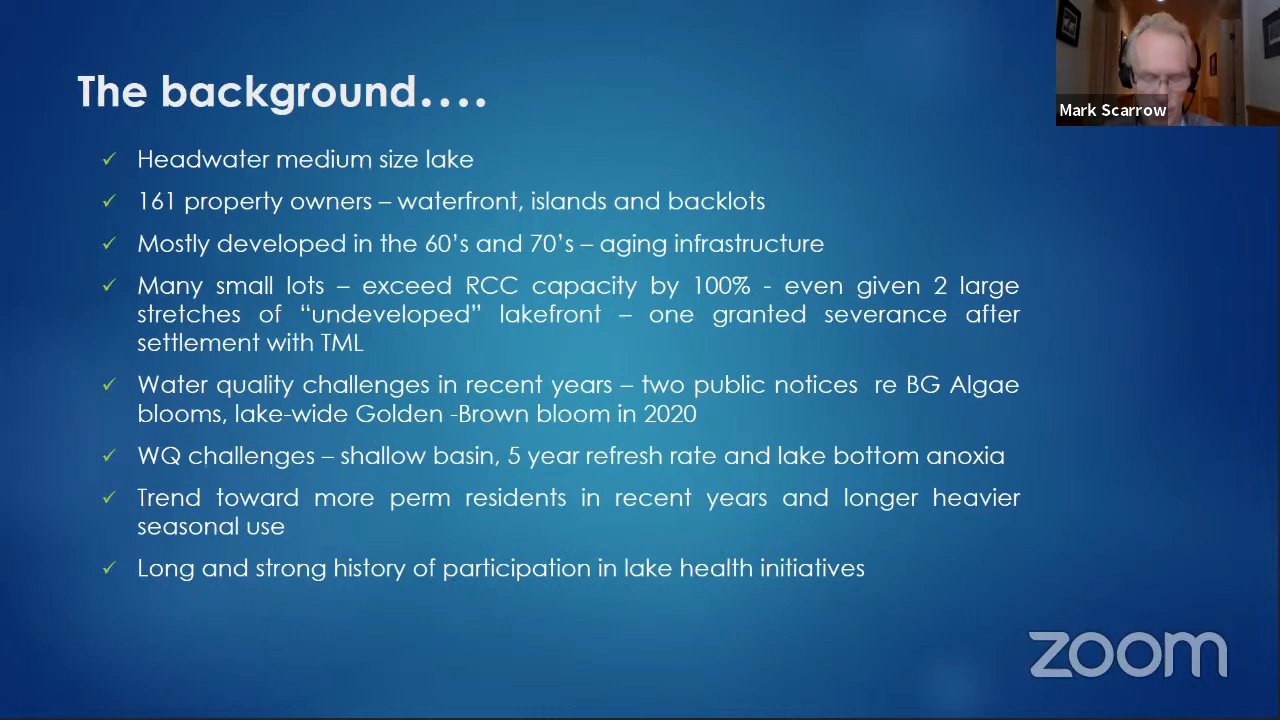 Mark Scarrow
The background....
✓ Headwater medium size lake
✓ 161 property owners – waterfront, islands and backlots
✓ Mostly developed in the 60’s and 70’s – aging infrastructure
✓ Many small lots – exceed RCC capacity by 100% - even given 2 large
stretches of “undeveloped” lakefront – one granted severance after
settlement with TML
✓ Water quality challenges in recent years – two public notices  re BG Algae
blooms, lake-wide Golden -Brown bloom in 2020
✓ WQ challenges – shallow basin, 5 year refresh rate and lake bottom anoxia
✓ Trend toward more perm residents in recent years and longer heavier
seasonal use
✓ Long and strong history of participation in lake health initiatives
zoom